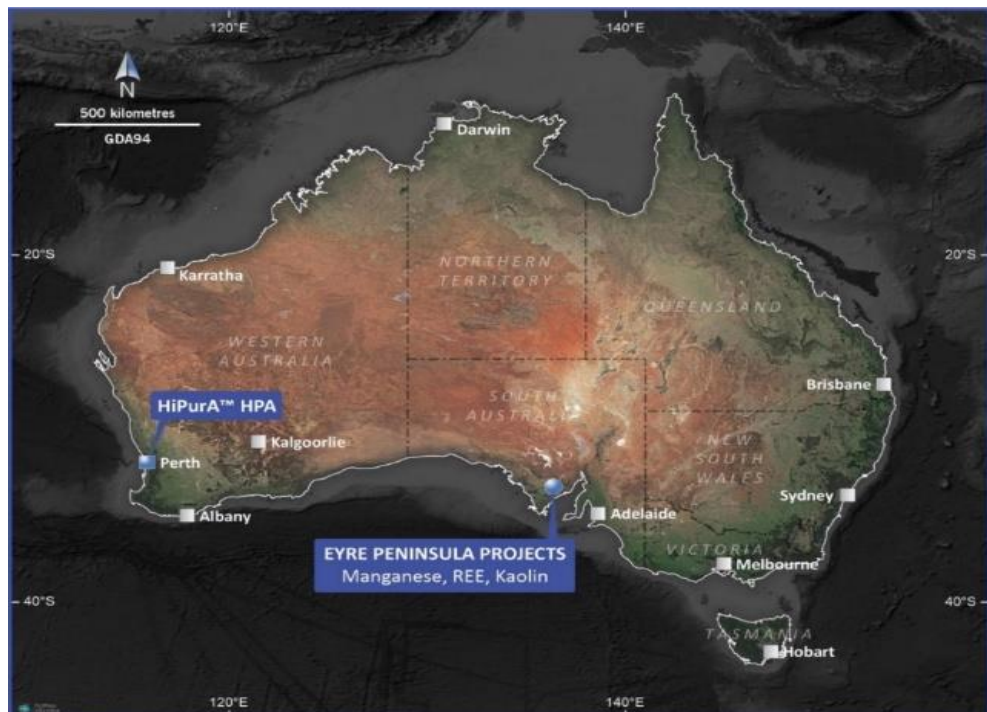 120°E
140°E
N
500 kilometres
GDA94
Darwin
20°S
20°S
Karratha
NORTHERN
TERRITORY
QUEENSLAND
WESTERN
AUSTRALIA
Brisbane
HiPurA™ HPA
SOUTH
AUSTRALIA
Kalgoorlie
Perth
NEW
SOUTH
WALES
Sydney
Albany
Adelaide
EYRE PENINSULA PROJECTS
Manganese, REE, Kaolin
VICTORIA
Melbourne
40°S
40°S
TASMANIA
Hobart
120°E
140°E